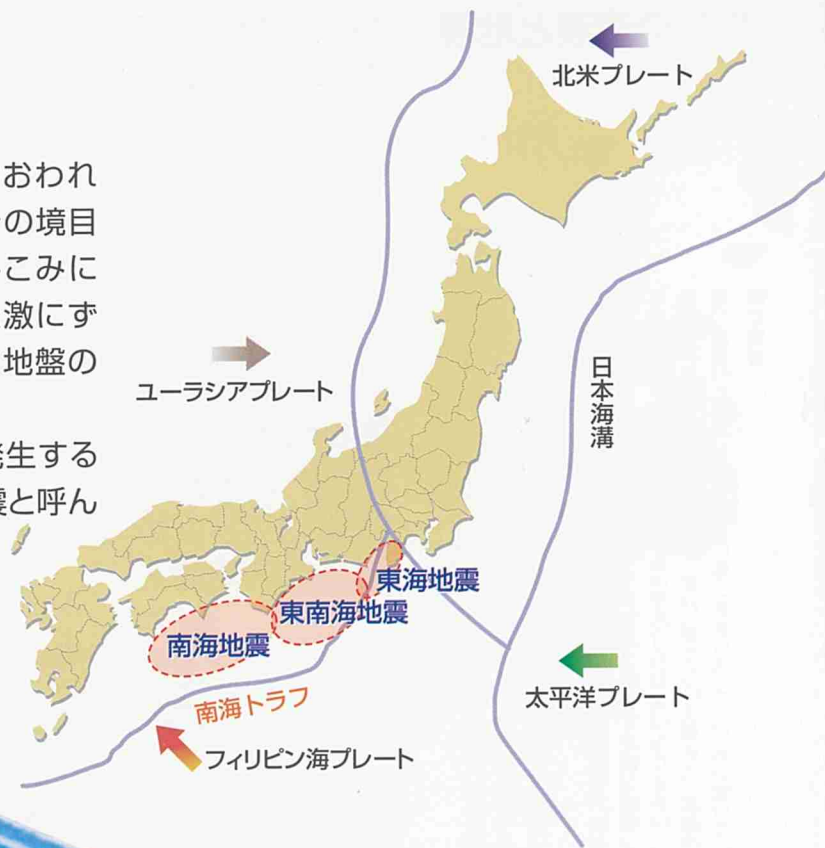 北米プレート
おわれ
の境目
こみに
激にず
地盤の
発生する
震と呼ん
ユーラシアプレート
日本海溝
東海地震
東南海地震
南海地震
南海トラフ
太平洋プレート
フィリピン海プレート